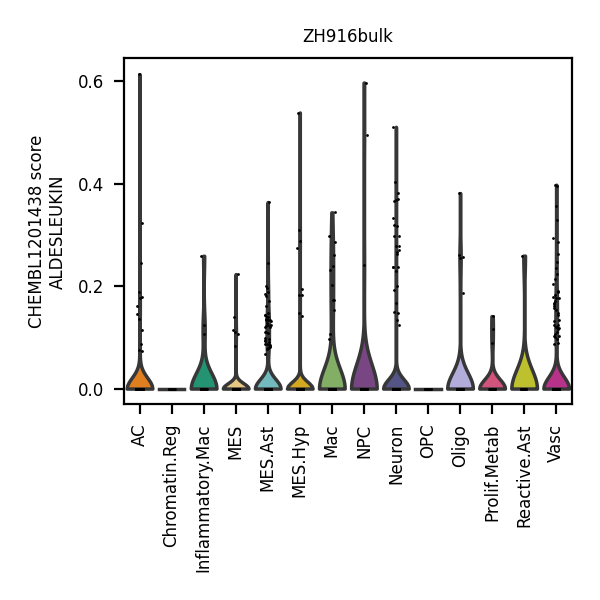 ZH916bulk
CHEMBL1201438 score
ALDESLEUKIN
0.6
0.4
0.2
0.0
AC
Chromatin.Reg
Inflammatory.Mac
MES
MES.Ast
MES.Hyp
Mac
NPC
Neuron
OPC
Oligo
Prolif.Metab
Reactive.Ast
Vasc